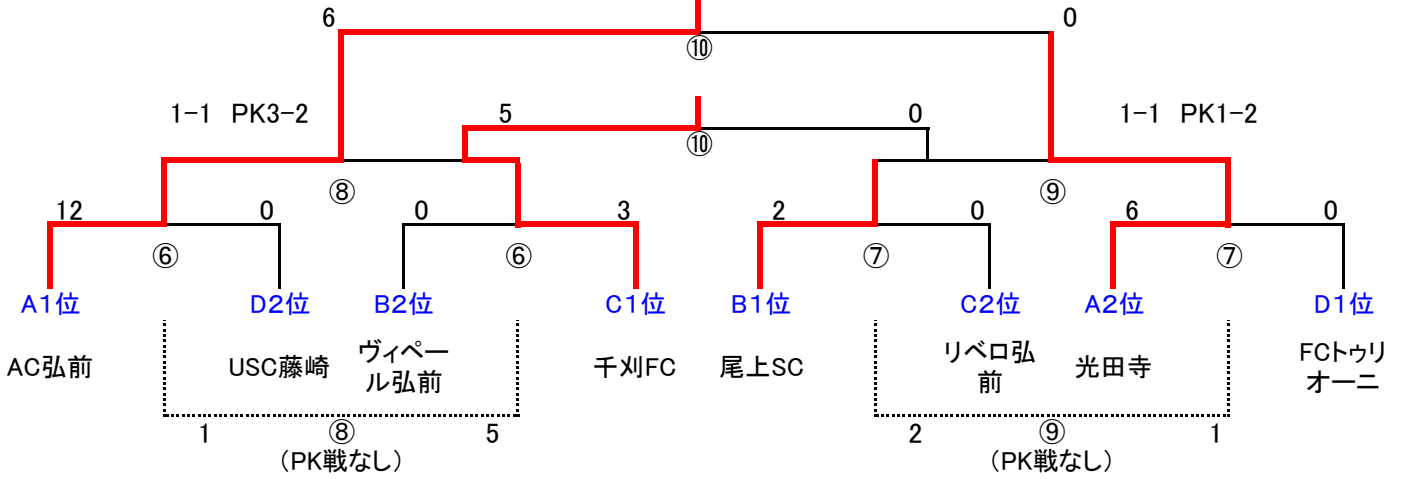 6 0
⑩
1-1 PK3-2 5 0 1-1 PK1-2
⑩
⑧ ⑨
12 0 0 3 2 0 6 0
⑥ ⑥ ⑦ ⑦
A1位 D2位 B2位 C1位 B1位 C2位 A2位 D1位
AC弘前 USC藤崎 ヴィペー
ル弘前 千刈FC 尾上SC リベロ弘
前 光田寺 FCトゥリ
オーニ
1 ⑧ 5 2 ⑨ 1
（PK戦なし） （PK戦なし）